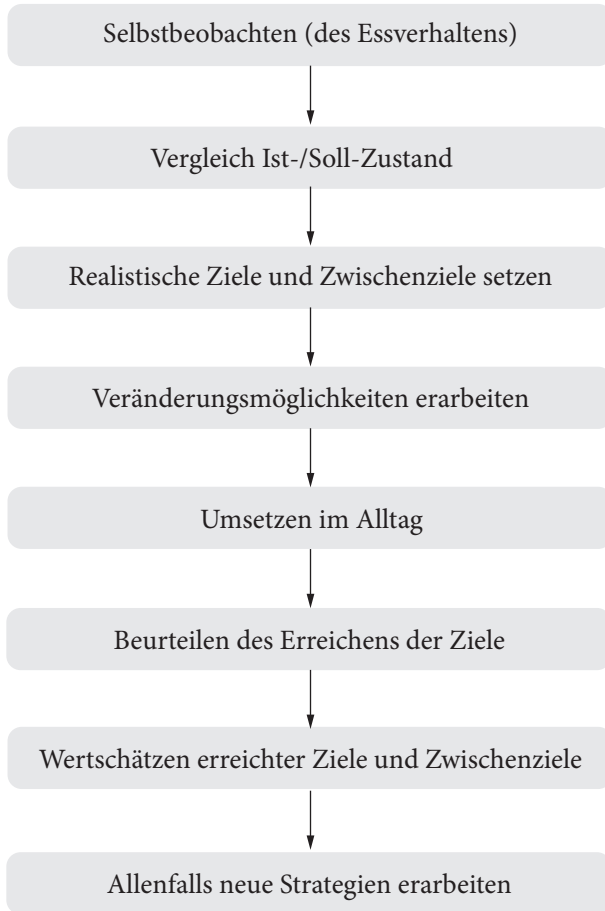 Selbstbeobachten (des Essverhaltens)
Vergleich Ist-/Soll-Zustand
Realistische Ziele und Zwischenziele setzen
Veränderungsmöglichkeiten erarbeiten
Umsetzen im Alltag
Beurteilen des Erreichens der Ziele
Wertschätzen erreichter Ziele und Zwischenziele
Allenfalls neue Strategien erarbeiten